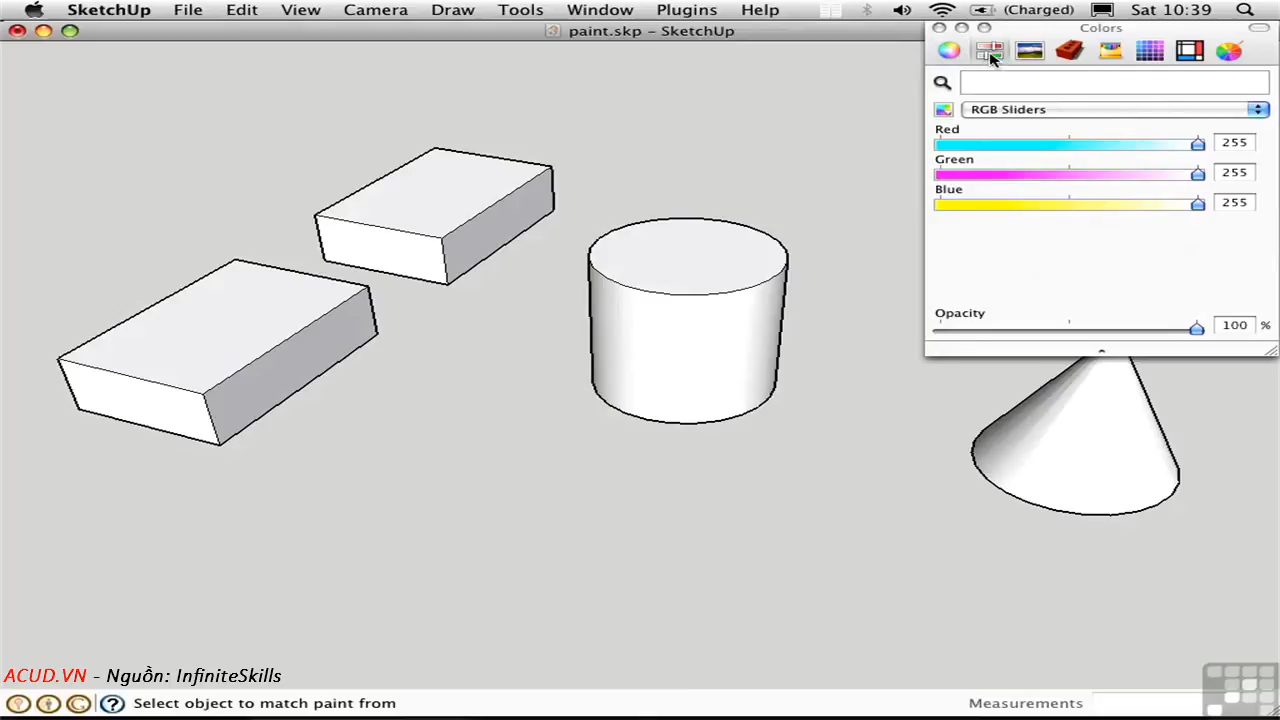 SketchUp File Edit View Camera Draw Tools Window Plugins Help (Charged) Sat 10:39
paint.skp – SketchUp
Colors
RGB Sliders
Red
255
Green
255
Blue
255
Opacity
100 %
ACUD.VN - Nguồn: InfiniteSkills
Select object to match paint from
Measurements